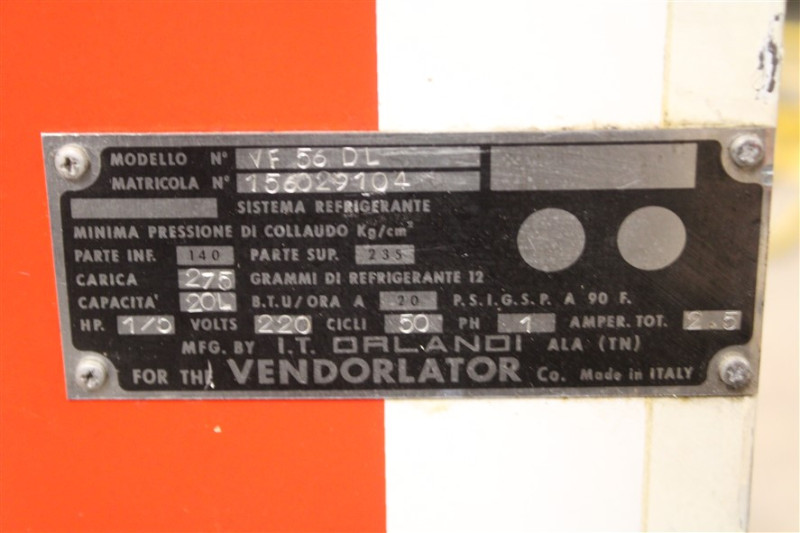 MODELLO N° VF 56 DL
MATRICOLA N° 156029104
SISTEMA REFRIGERANTE
MINIMA PRESSIONE DI COLLAUDO Kg/cm²
PARTE INF. 140 PARTE SUP. 235
CARICA 275 GRAMMI DI REFRIGERANTE 12
CAPACITA' 20L B.T.U/ORA A 20 P.S.I.G.S.P. A 90 F.
HP. 1/5 VOLTS 220 CICLI 50 PH 1 AMPER. TOT. 2.5
MFG. BY I.T. ORLANDI ALA (TN)
FOR THE VENDORLATOR Co. Made in ITALY